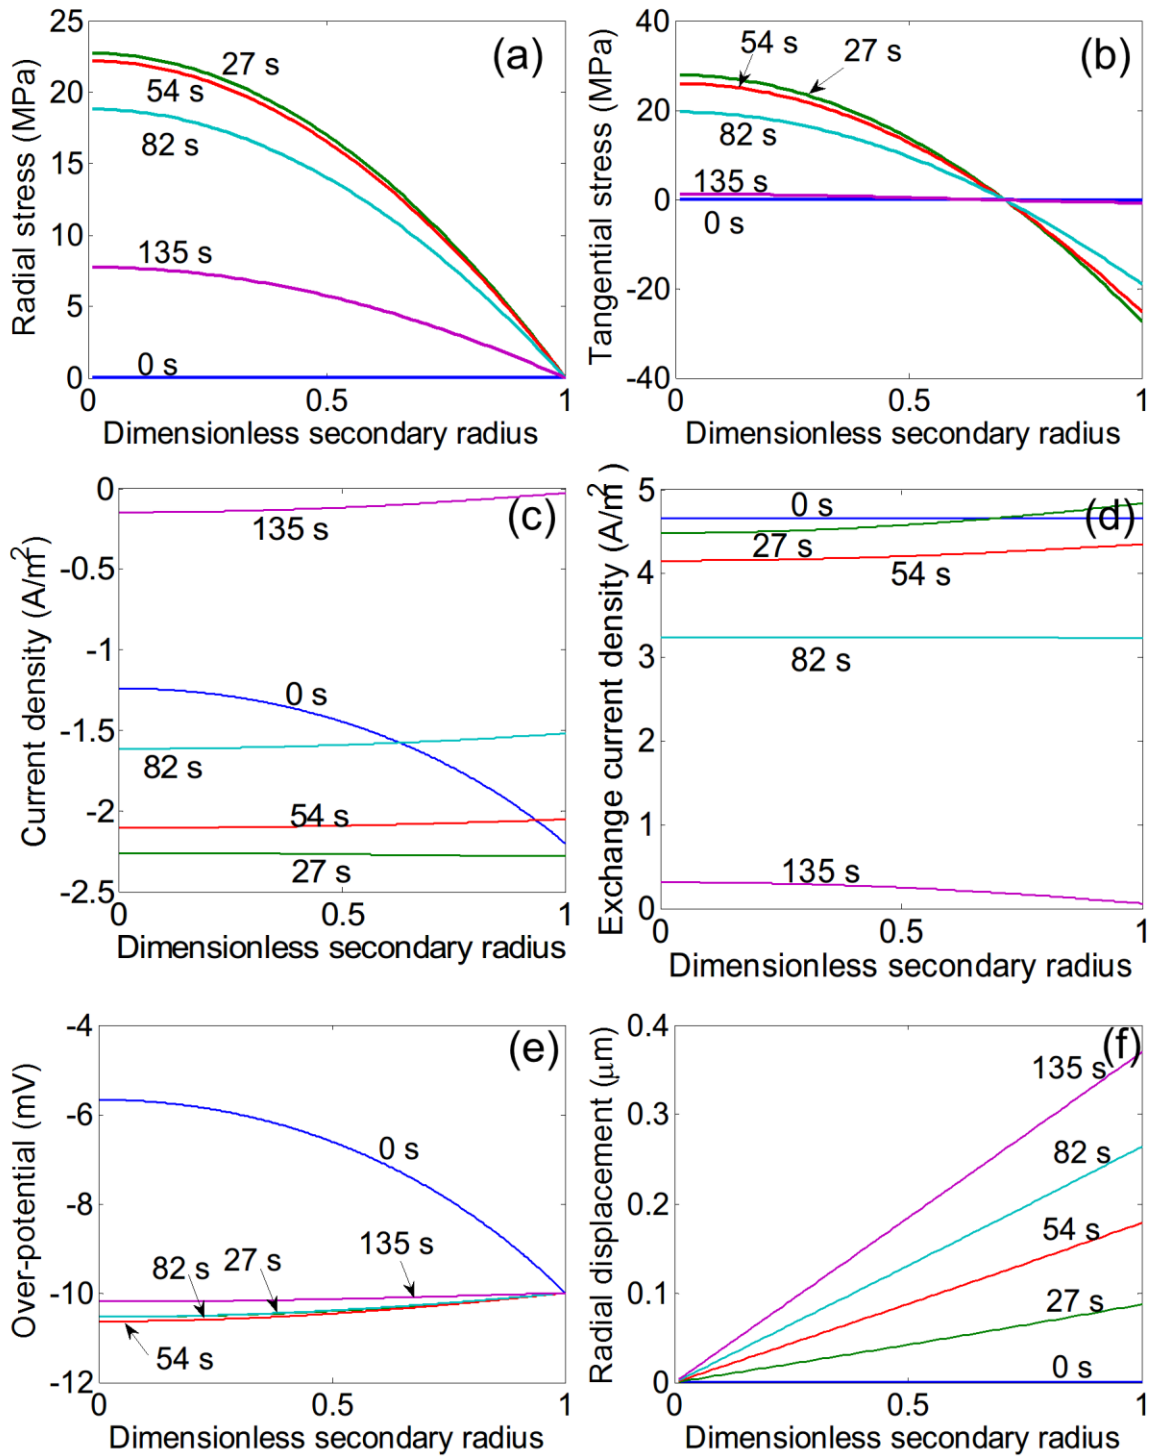 (a)
Radial stress (MPa)
25
20
15
10
5
0
27 s
54 s
82 s
135 s
0 s
0 0.5 1
Dimensionless secondary radius
(b)
Tangential stress (MPa)
40
20
0
-20
-40
54 s
27 s
82 s
135 s
0 s
0 0.5 1
Dimensionless secondary radius
(c)
Current density (A/m²)
0
-0.5
-1
-1.5
-2
-2.5
135 s
0 s
82 s
54 s
27 s
0 0.5 1
Dimensionless secondary radius
(d)
Exchange current density (A/m²)
5
4
3
2
1
0
0 s
27 s
54 s
82 s
135 s
0 0.5 1
Dimensionless secondary radius
(e)
Over-potential (mV)
-4
-6
-8
-10
-12
0 s
135 s
27 s
82 s
54 s
0 0.5 1
Dimensionless secondary radius
(f)
Radial displacement (μm)
0.4
0.3
0.2
0.1
0
135 s
82 s
54 s
27 s
0 s
0 0.5 1
Dimensionless secondary radius